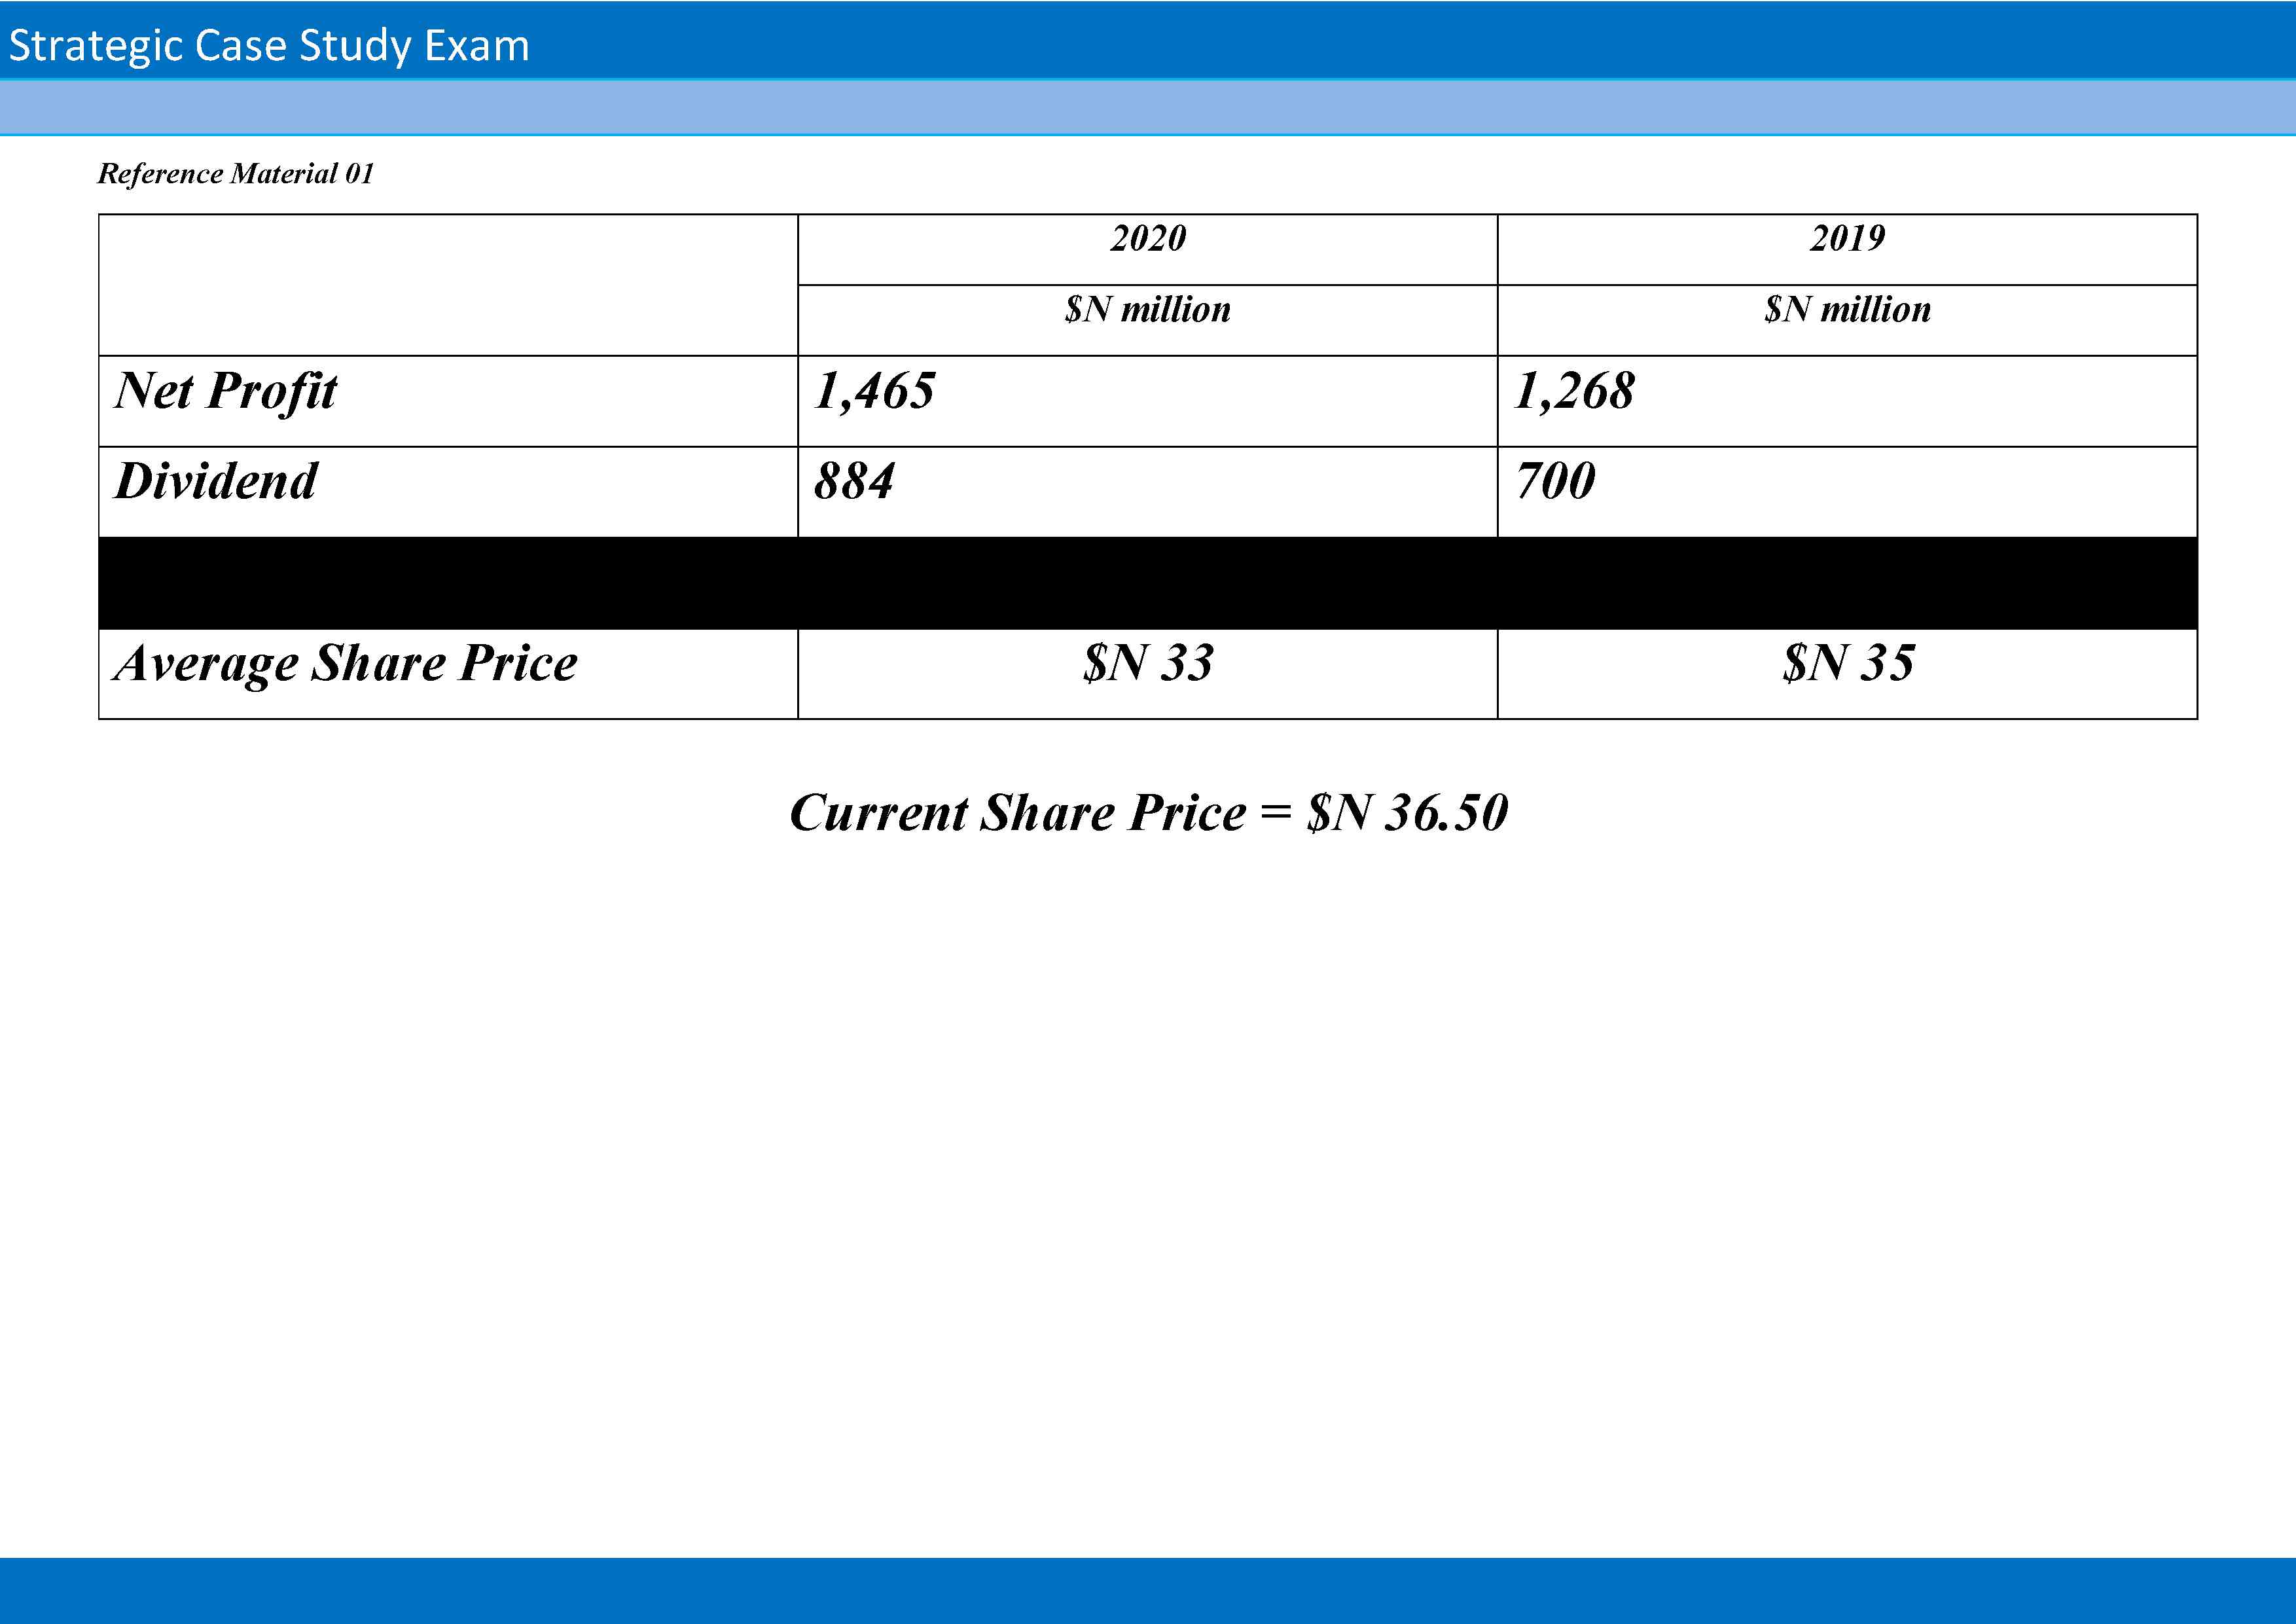 Strategic Case Study Exam
Reference Material 01
2020 2019
$N million $N million
Net Profit 1,465 1,268
Dividend 884 700
Average Share Price $N 33 $N 35
Current Share Price = $N 36.50